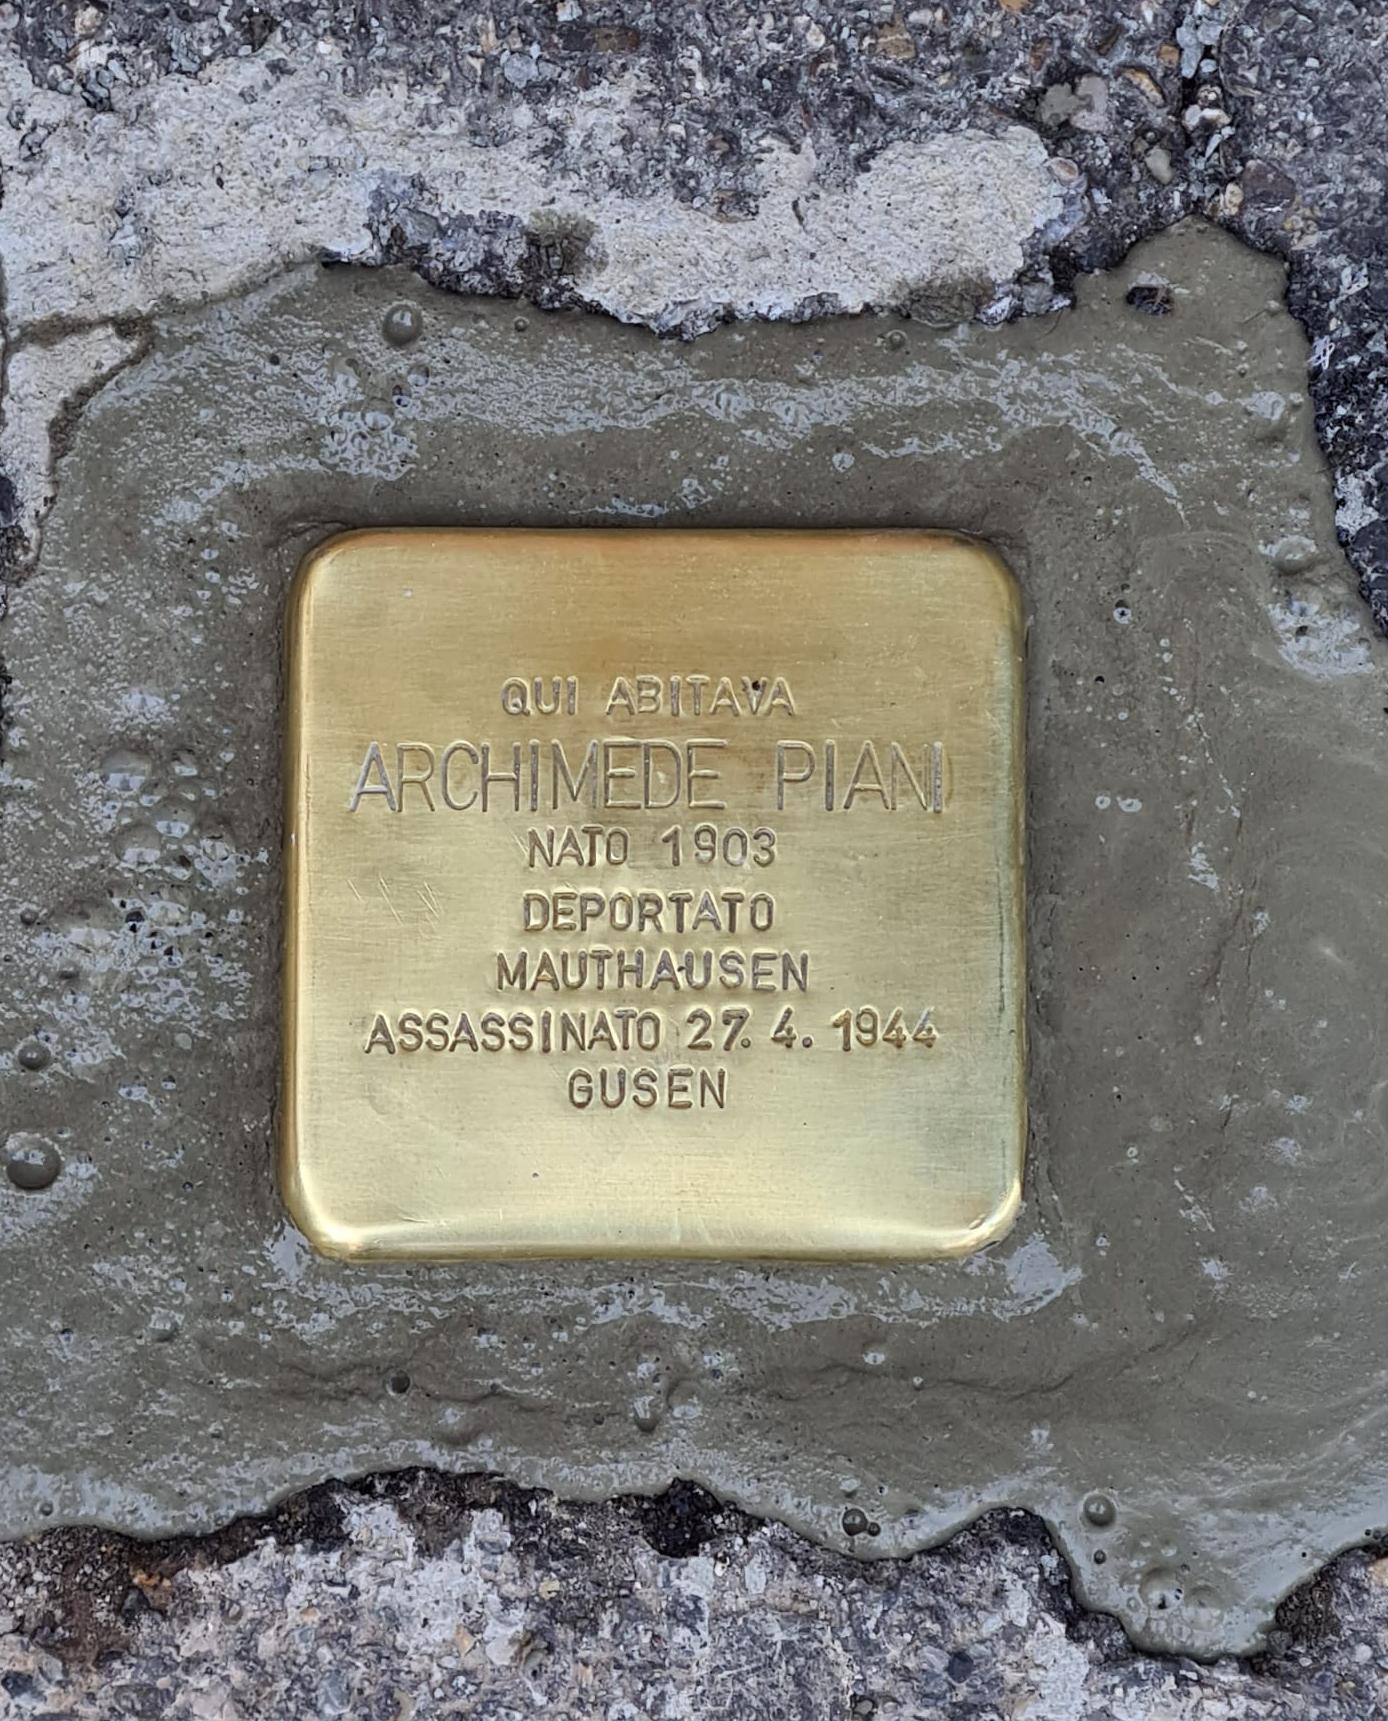 QUI ABITAVA
ARCHIMEDE PIANI
NATO 1903
DEPORTATO
MAUTHAUSEN
ASSASSINATO 27. 4. 1944
GUSEN